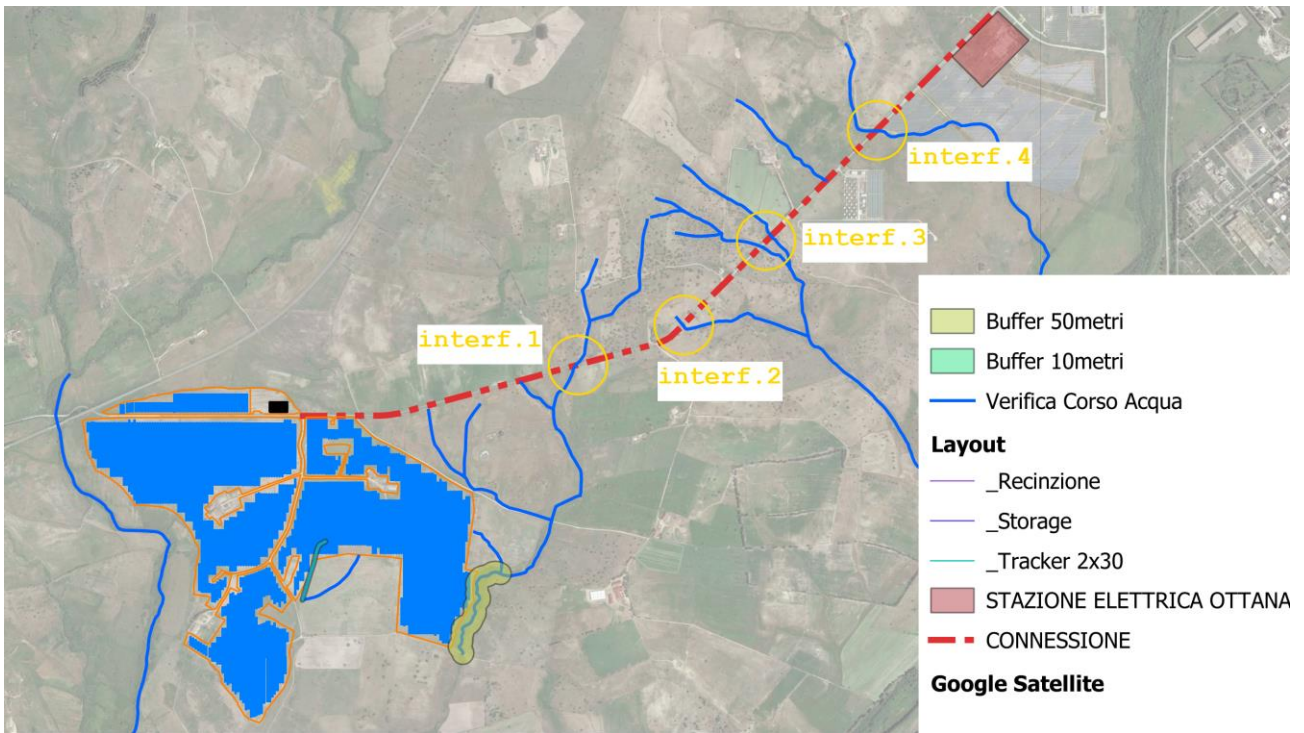 interf.4
interf.3
interf.1
interf.2
Buffer 50metri
Buffer 10metri
Verifica Corso Acqua
Layout
_Recinzione
_Storage
_Tracker 2x30
STAZIONE ELETTRICA OTTANA
CONNESSIONE
Google Satellite